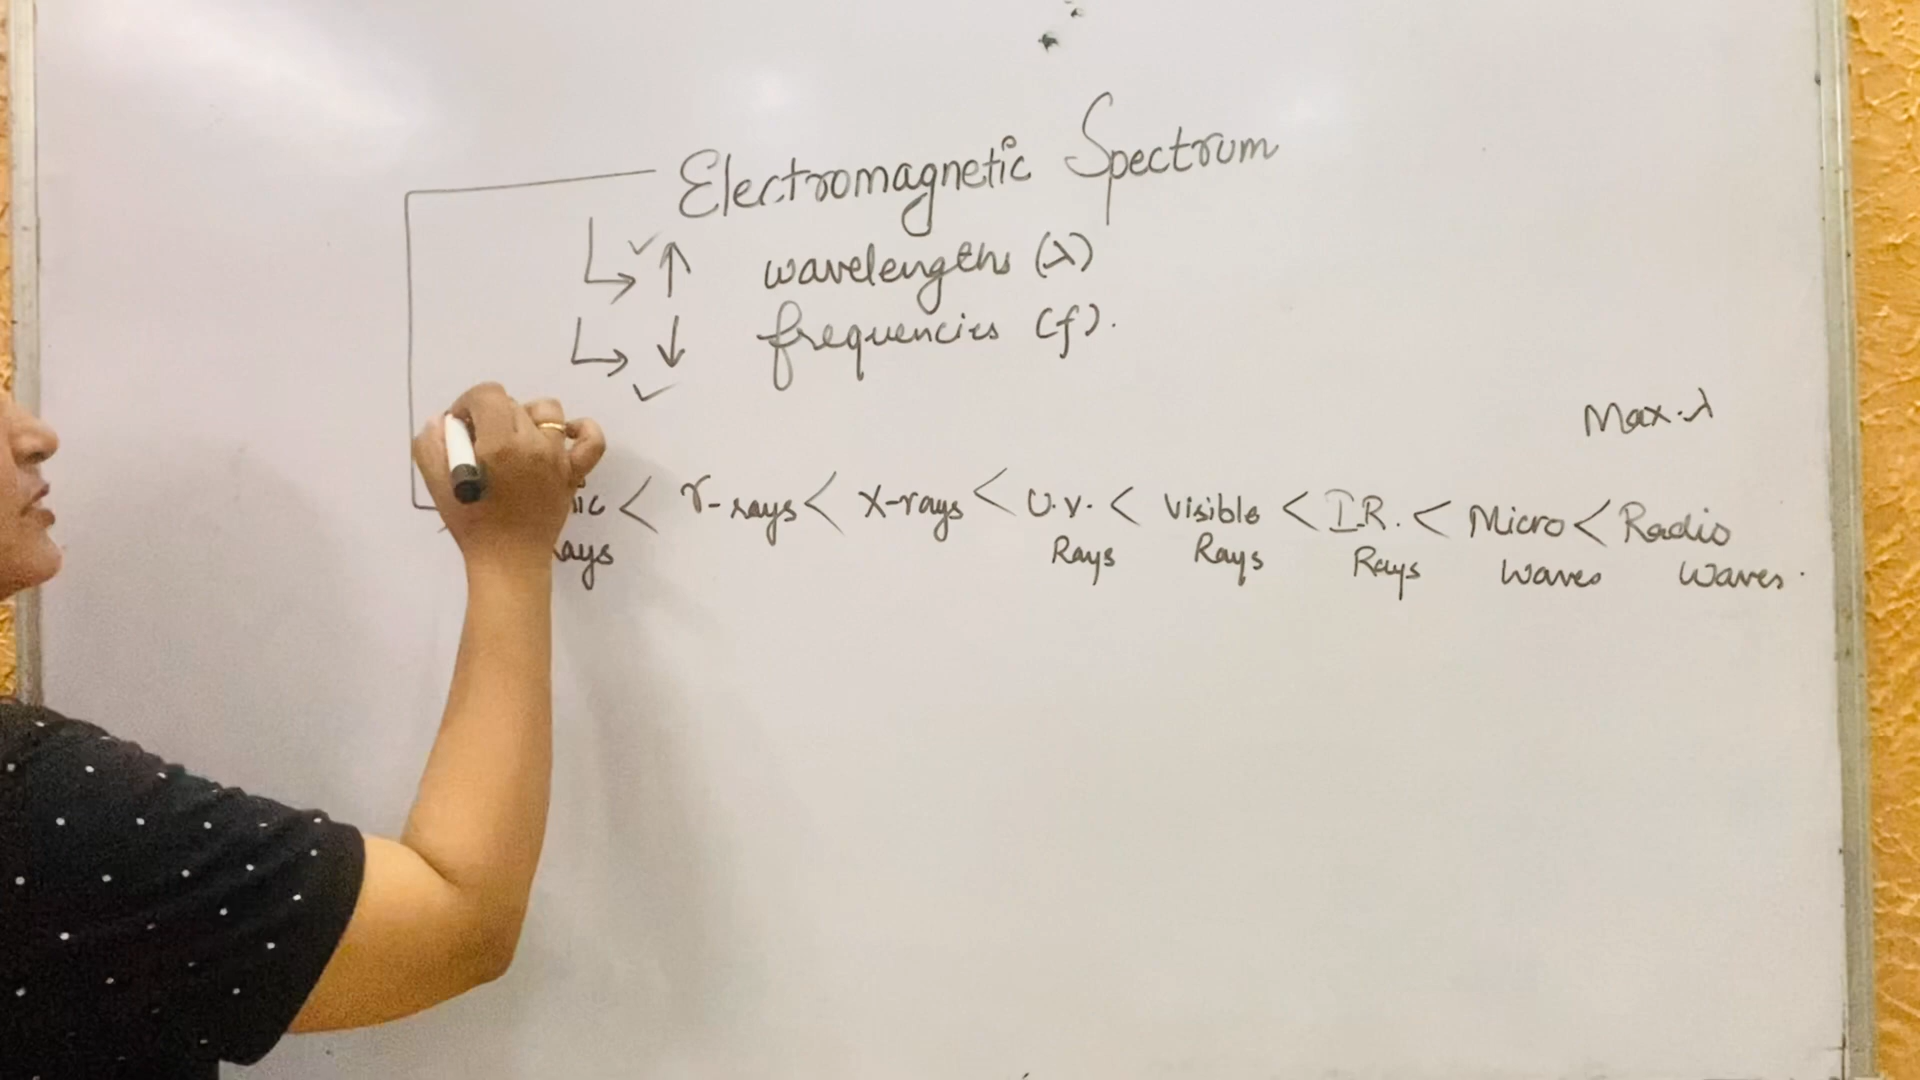 Electromagnetic Spectrum
↑ wavelengths (λ)
↓ frequencies (f).
Max. λ
< γ-rays < X-rays < U.V. < Visible < I.R. < Micro < Radio
Rays Rays Rays Waves Waves.